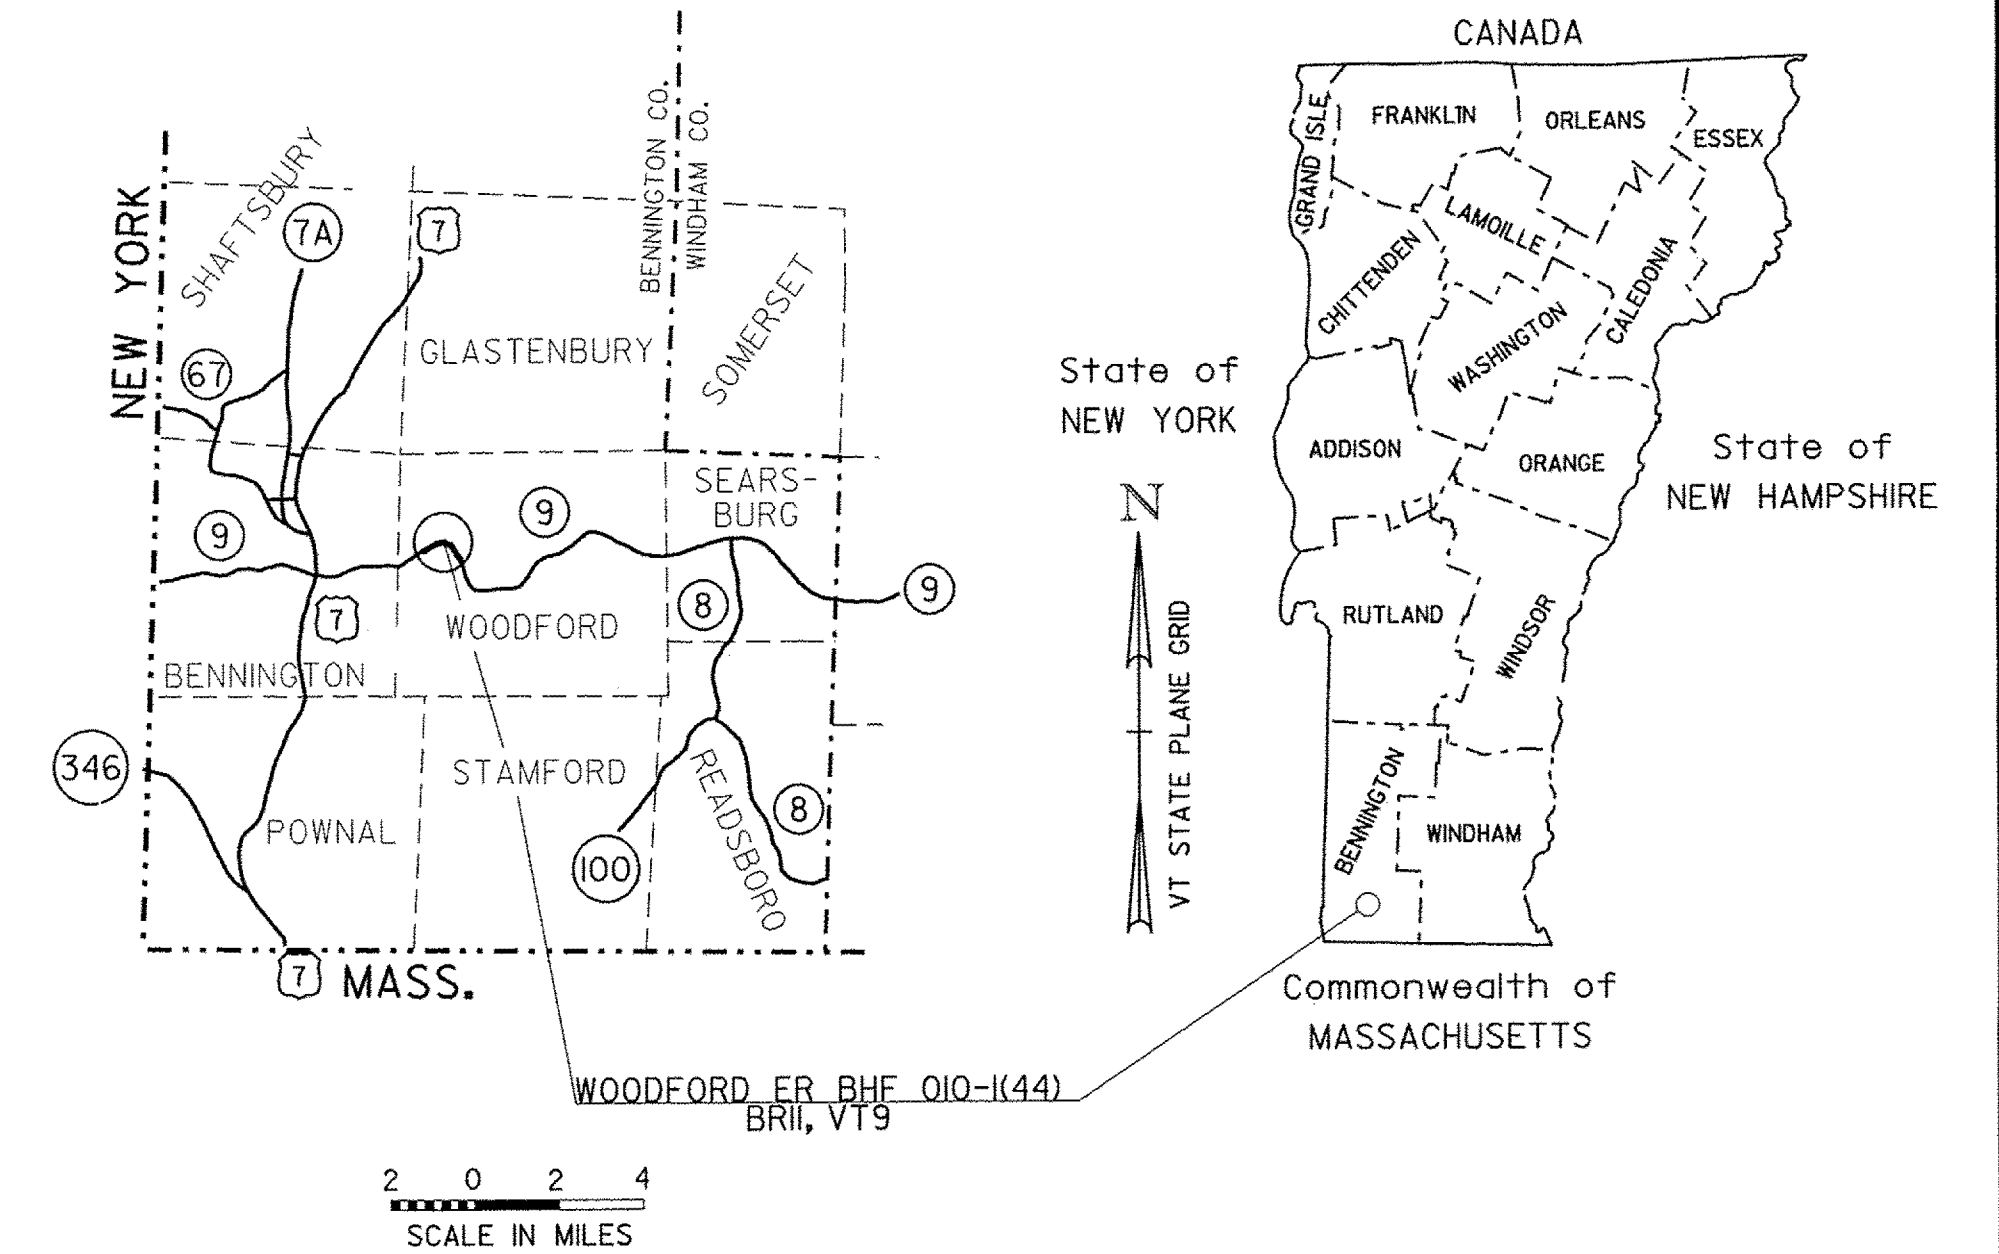 BENNINGTON CO.
WINDHAM CO.
NEW YORK
SHAFTSBURY
7A
7
GLASTENBURY
SOMERSET
67
SEARS-
BURG
9
9
9
8
7
WOODFORD
BENNINGTON
346
STAMFORD
READSBORO
8
POWNAL
100
7
MASS.
WOODFORD ER BHF 010-1(44)
BR11, VT9
2 0 2 4
SCALE IN MILES
CANADA
GRAND ISLE
FRANKLIN
ORLEANS
ESSEX
LAMOILLE
CHITTENDEN
CALEDONIA
WASHINGTON
State of
NEW YORK
ADDISON
ORANGE
State of
NEW HAMPSHIRE
N
VT STATE PLANE GRID
RUTLAND
WINDSOR
BENNINGTON
WINDHAM
Commonwealth of
MASSACHUSETTS